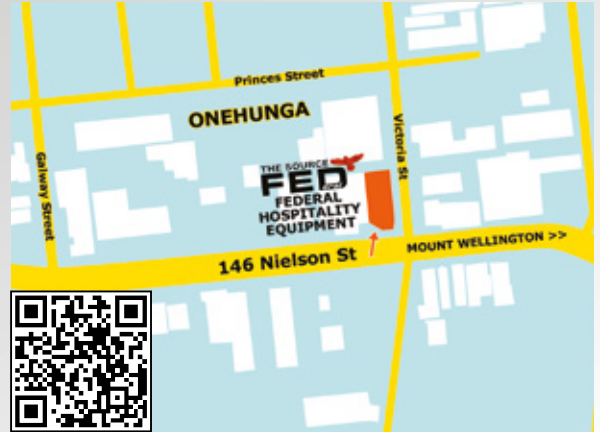 Princes Street
ONEHUNGA
Victoria St
Galway Street
THE SOURCE
FED
FEDERAL
HOSPITALITY
EQUIPMENT
146 Nielson St
MOUNT WELLINGTON >>